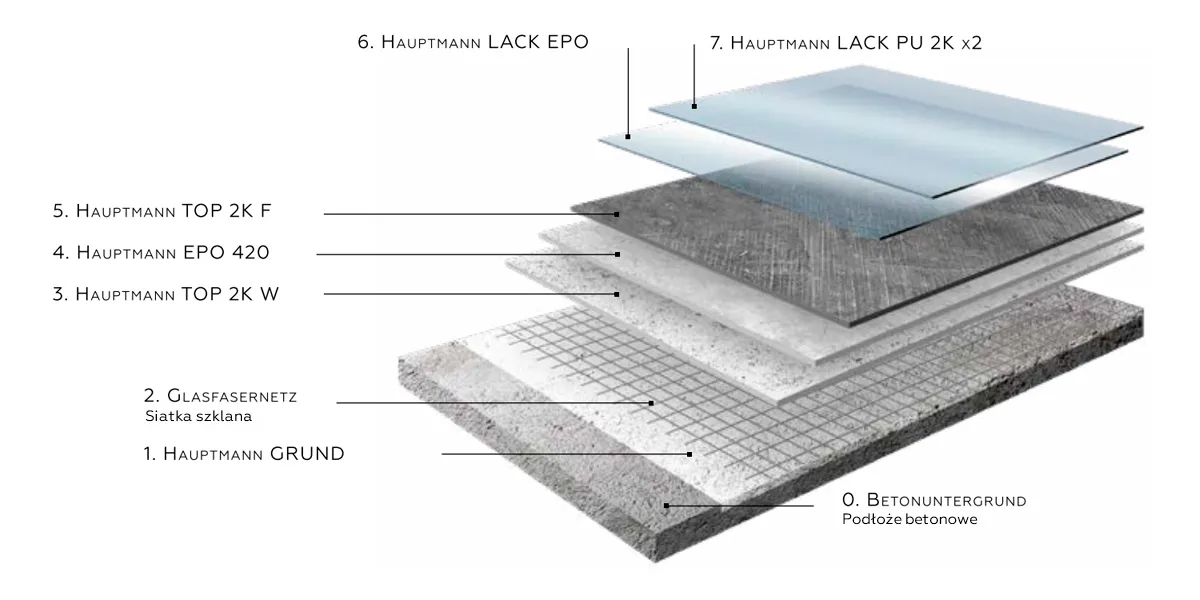 6. Hauptmann LACK EPO
7. Hauptmann LACK PU 2K x2
5. Hauptmann TOP 2K F
4. Hauptmann EPO 420
3. Hauptmann TOP 2K W
2. Glasfasernetz
Siatka szklana
1. Hauptmann GRUND
0. Betonuntergrund
Podłoże betonowe